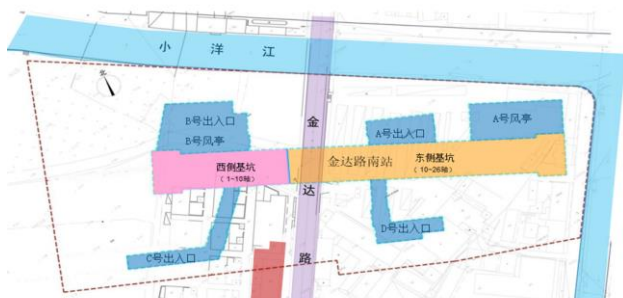 小洋江
北
B号出入口
B号风亭
金
A号出入口
A号风亭
西侧基坑
（1-10轴）
金达路南站
东侧基坑
（10-26轴）
达
D号出入口
C号出入口
路